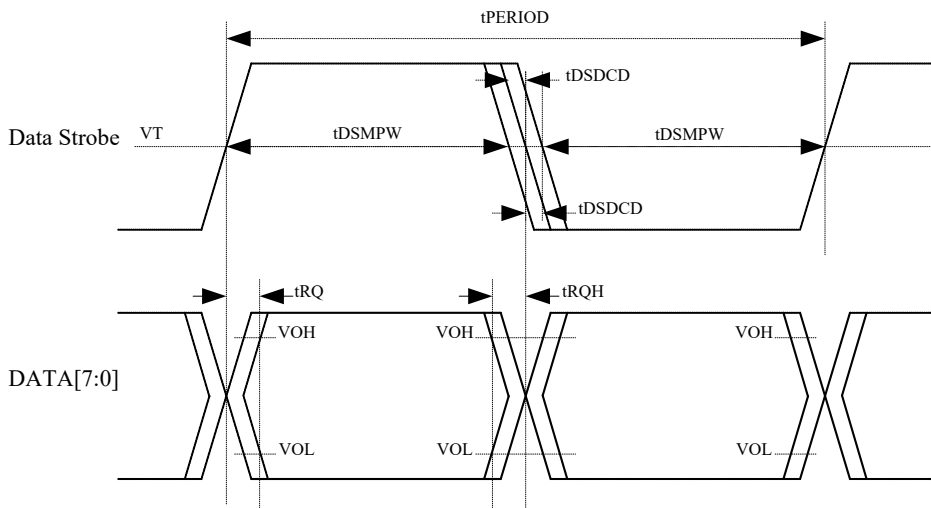 tPERIOD
tDSDCD
Data Strobe VT tDSMPW tDSMPW
tDSDCD
tRQ tRQH
VOH VOH VOH
DATA[7:0]
VOL VOL VOL